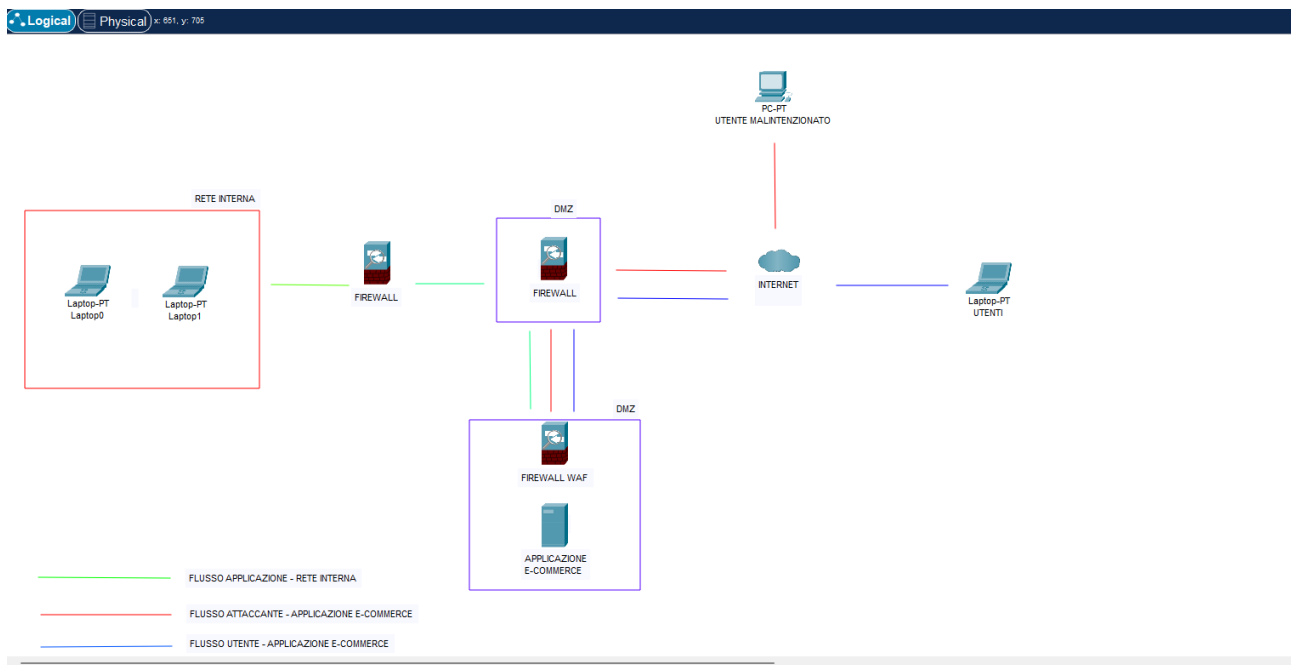 Logical
Physical
x: 651, y: 705
PC-PT
UTENTE MALINTENZIONATO
RETE INTERNA
DMZ
Laptop-PT
Laptop0
Laptop-PT
Laptop1
FIREWALL
FIREWALL
INTERNET
Laptop-PT
UTENTI
DMZ
FIREWALL WAF
APPLICAZIONE
E-COMMERCE
FLUSSO APPLICAZIONE - RETE INTERNA
FLUSSO ATTACCANTE - APPLICAZIONE E-COMMERCE
FLUSSO UTENTE - APPLICAZIONE E-COMMERCE